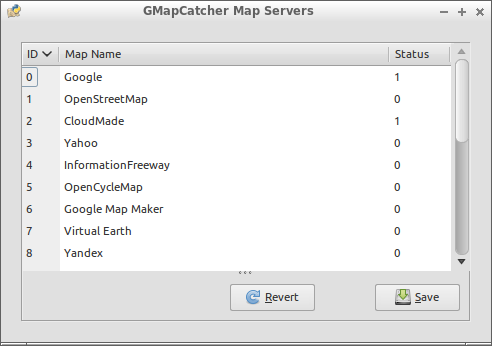 GMapCatcher Map Servers
ID Map Name Status
0 Google 1
1 OpenStreetMap 0
2 CloudMade 1
3 Yahoo 0
4 InformationFreeway 0
5 OpenCycleMap 0
6 Google Map Maker 0
7 Virtual Earth 0
8 Yandex 0
Revert Save